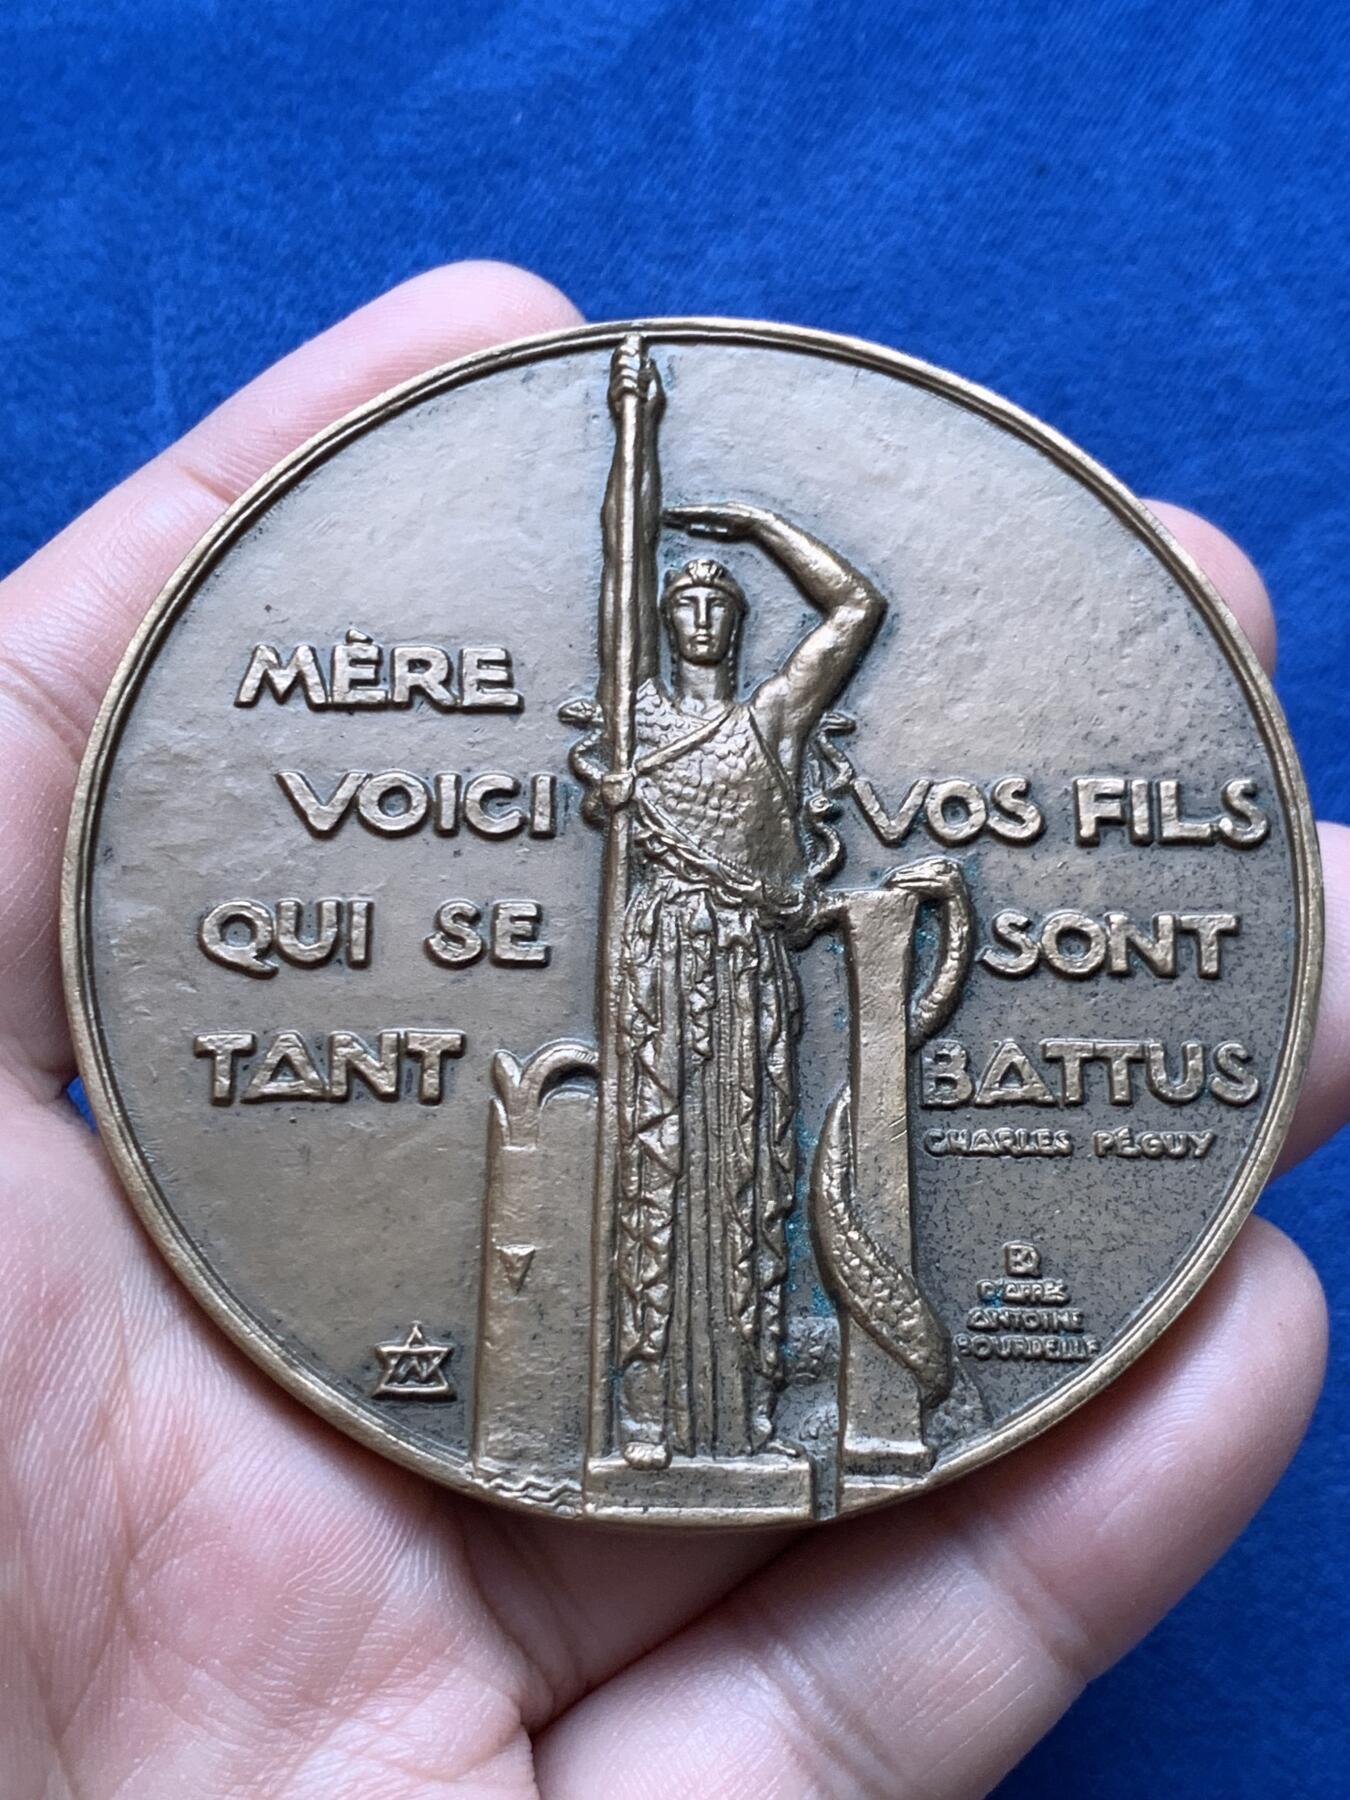 MÈRE
VOICI VOS FILS
QUI SE SONT
TANT BATTUS
CHARLES PÉGUY
D'APRÈS
ANTOINE
BOURDELLE